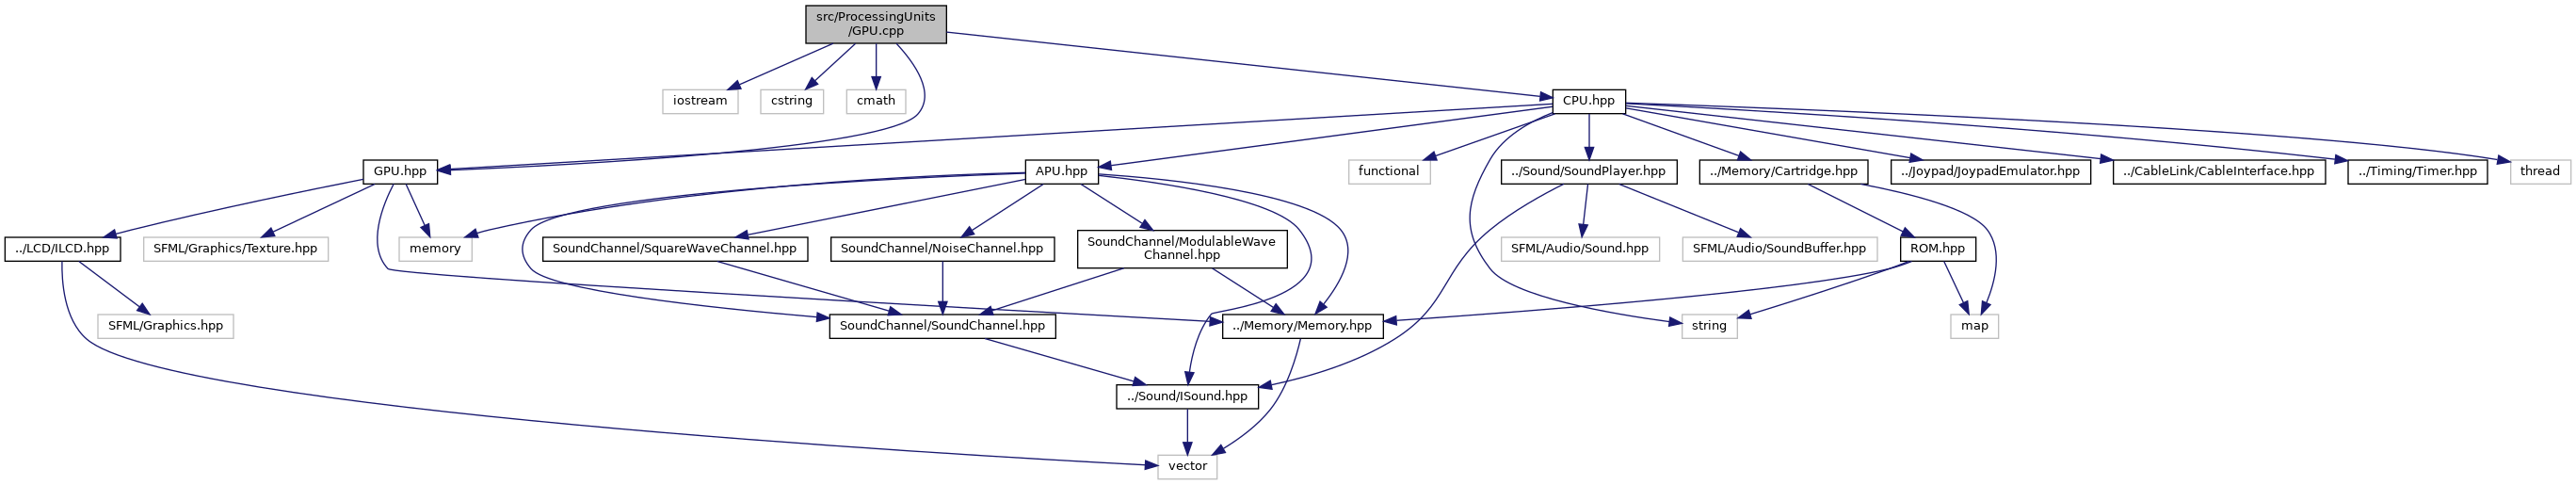 src/ProcessingUnits
/GPU.cpp
iostream
cstring
cmath
CPU.hpp
GPU.hpp
APU.hpp
functional
../Sound/SoundPlayer.hpp
../Memory/Cartridge.hpp
../Joypad/JoypadEmulator.hpp
../CableLink/CableInterface.hpp
../Timing/Timer.hpp
thread
../LCD/ILCD.hpp
SFML/Graphics/Texture.hpp
memory
SoundChannel/SquareWaveChannel.hpp
SoundChannel/NoiseChannel.hpp
SoundChannel/ModulableWave
Channel.hpp
SFML/Audio/Sound.hpp
SFML/Audio/SoundBuffer.hpp
ROM.hpp
SFML/Graphics.hpp
SoundChannel/SoundChannel.hpp
../Memory/Memory.hpp
string
map
../Sound/ISound.hpp
vector